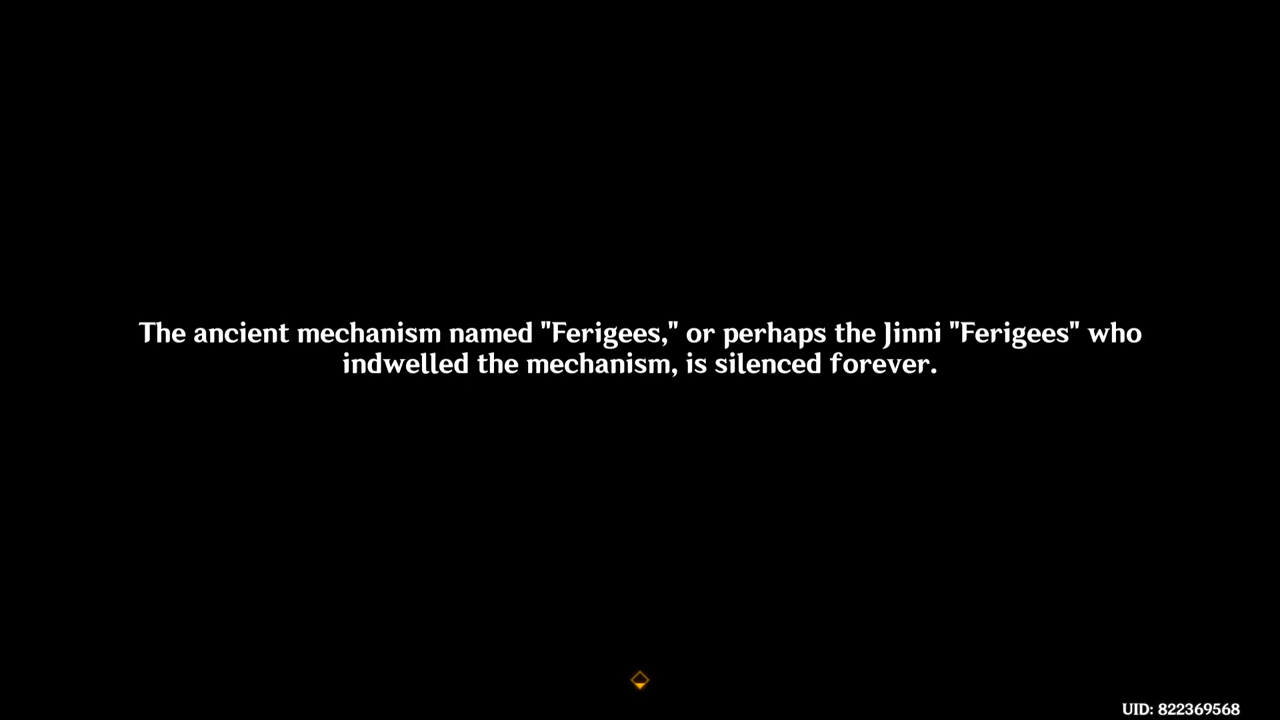 The ancient mechanism named "Ferigees," or perhaps the Jinni "Ferigees" who
indwelled the mechanism, is silenced forever.
UID: 822369568